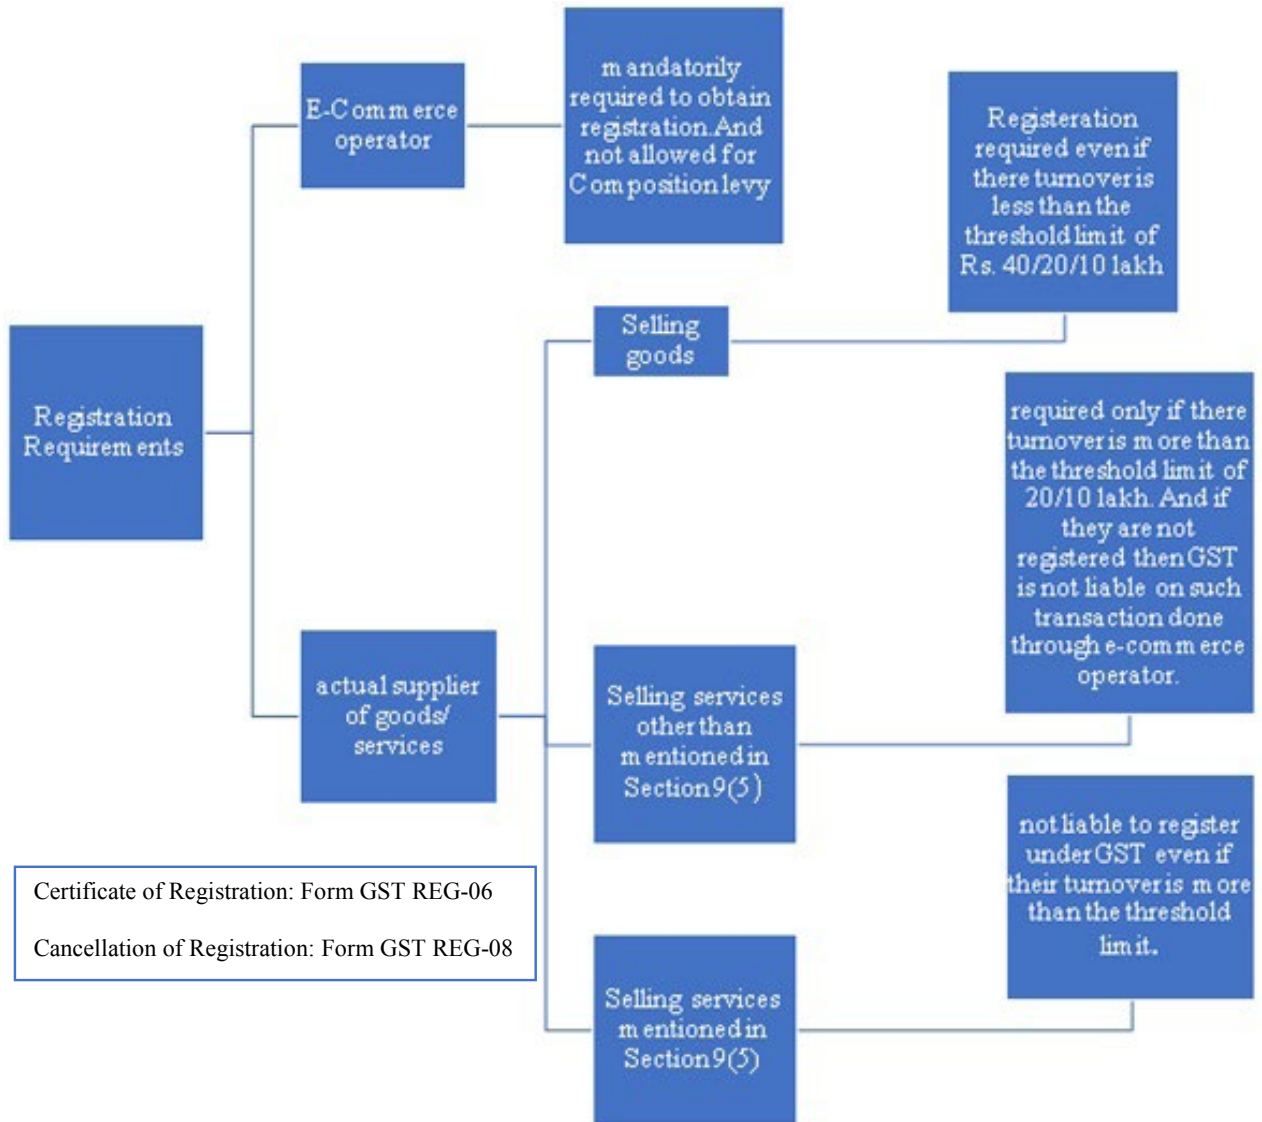 Registration
Requirements
E-Commerce
operator
mandatorily
required to obtain
registration.And
not allowed for
Composition levy
actual supplier
of goods/
services
Selling
goods
Registeration
required even if
there turnover is
less than the
threshold limit of
Rs. 40/20/10 lakh
Selling services
other than
mentioned in
Section 9(5)
required only if there
turnover is more than
the threshold limit of
20/10 lakh. And if
they are not
registered then GST
is not liable on such
transaction done
through e-commerce
operator.
Selling services
mentioned in
Section 9(5)
not liable to register
under GST even if
their turnover is more
than the threshold
limit.
Certificate of Registration: Form GST REG-06
Cancellation of Registration: Form GST REG-08